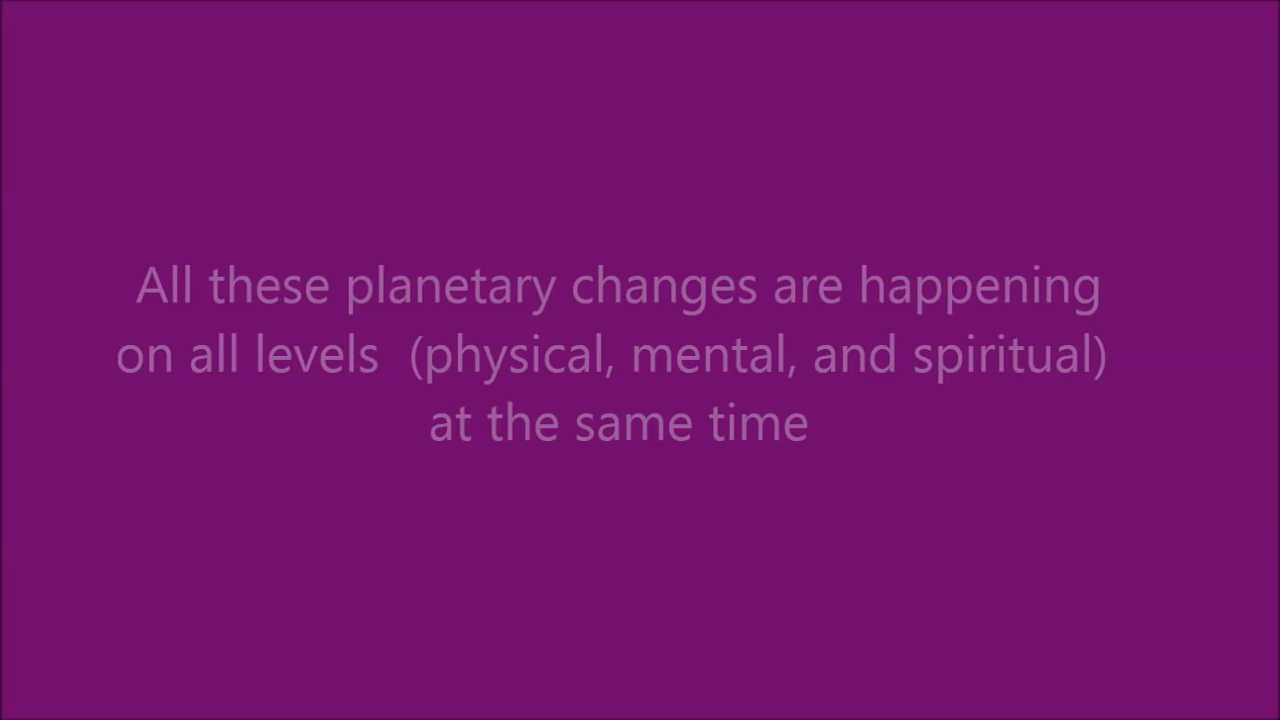 All these planetary changes are happening
on all levels  (physical, mental, and spiritual)
at the same time